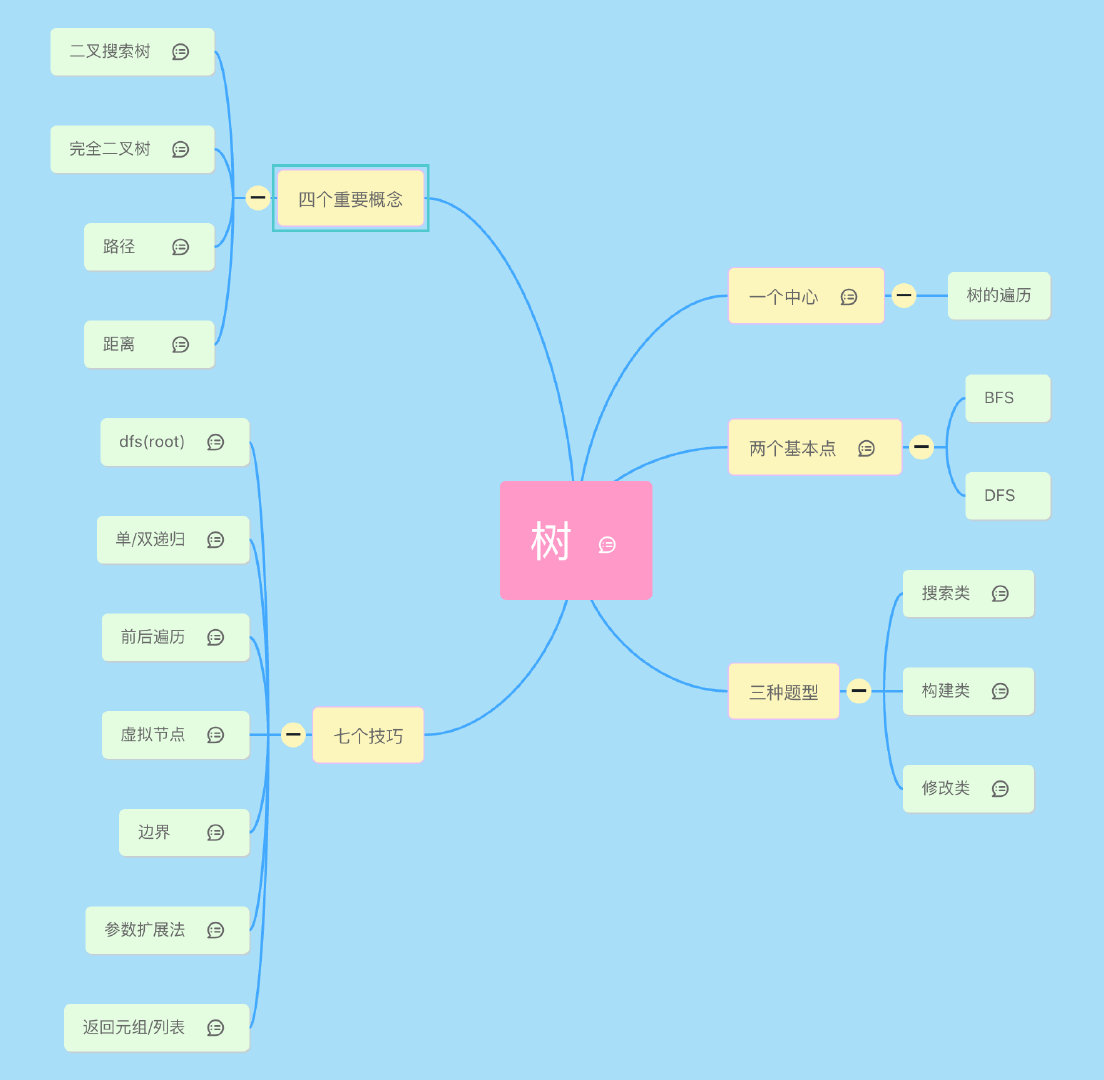 树
一个中心
树的遍历
两个基本点
BFS
DFS
三种题型
搜索类
构建类
修改类
四个重要概念
二叉搜索树
完全二叉树
路径
距离
七个技巧
dfs(root)
单/双递归
前后遍历
虚拟节点
边界
参数扩展法
返回元组/列表